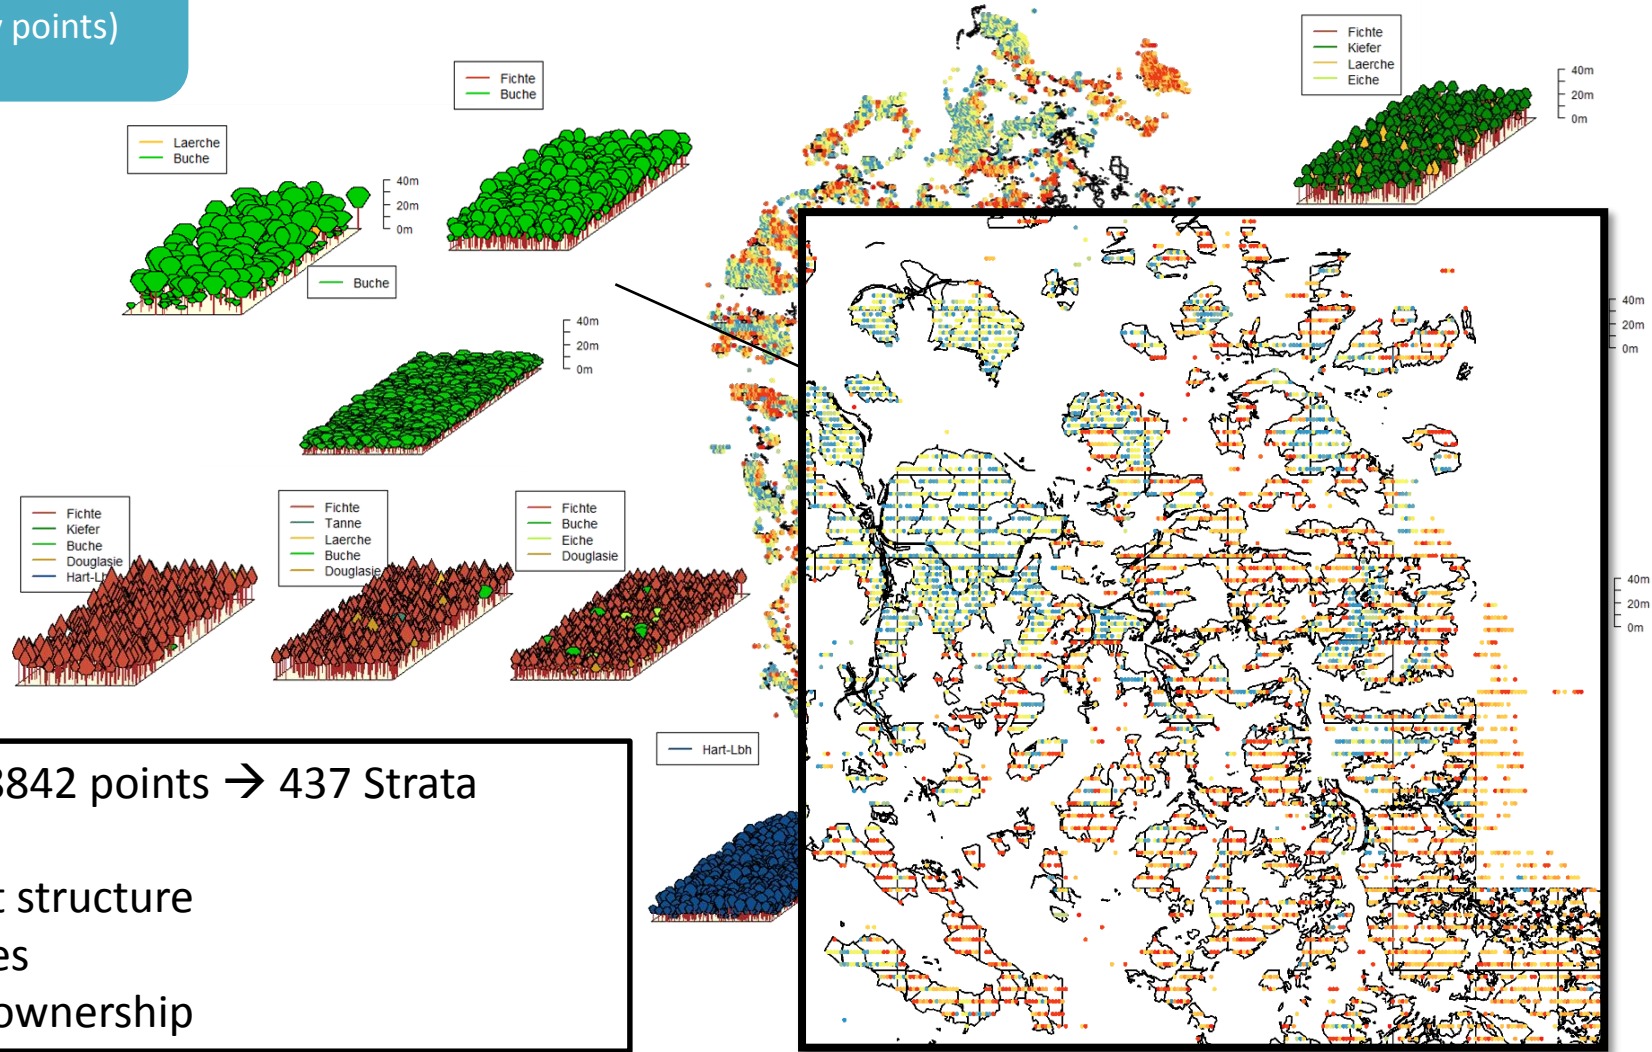 points)
Fichte
Buche
Laerche
Buche
40m
20m
0m
Buche
40m
20m
0m
Fichte
Kiefer
Laerche
Eiche
40m
20m
0m
40m
20m
0m
Fichte
Kiefer
Buche
Douglasie
Fichte
Tanne
Laerche
Buche
Douglasie
Fichte
Buche
Eiche
Douglasie
40m
20m
0m
Hart-Lbh
8842 points → 437 Strata
structure
ownership